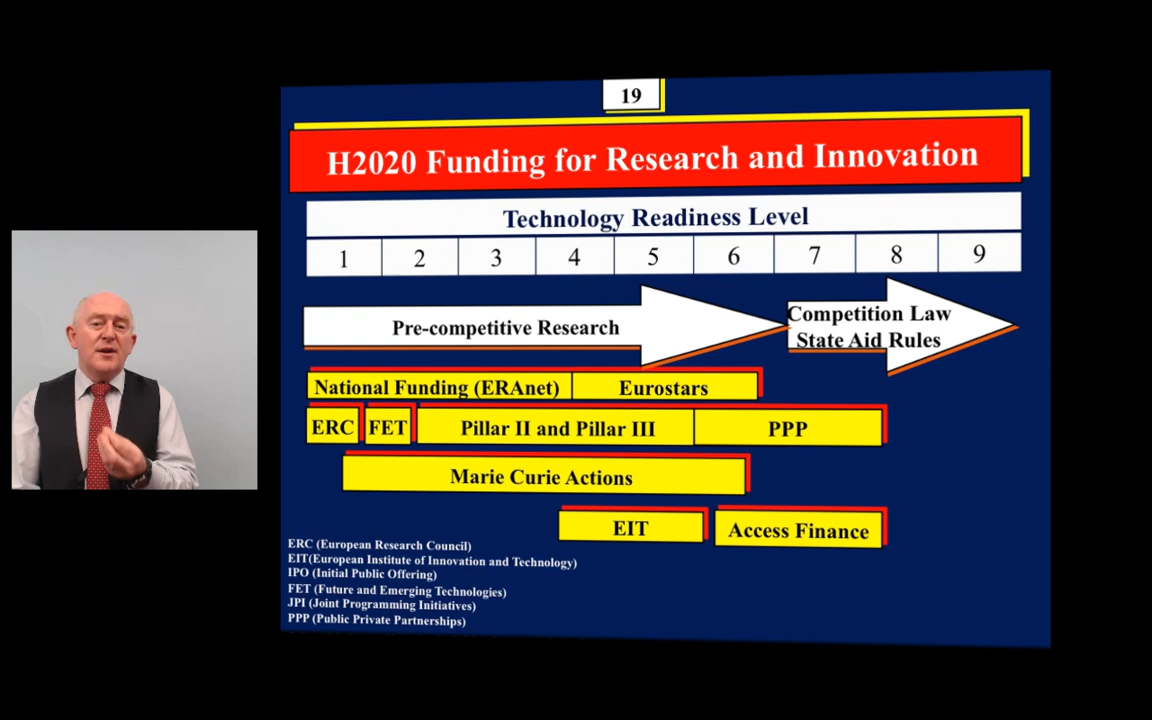 19
H2020 Funding for Research and Innovation
Technology Readiness Level
1 2 3 4 5 6 7 8 9
Pre-competitive Research
Competition Law
State Aid Rules
National Funding (ERAnet) Eurostars
ERC FET Pillar II and Pillar III PPP
Marie Curie Actions
EIT Access Finance
ERC (European Research Council)
EIT(European Institute of Innovation and Technology)
IPO (Initial Public Offering)
FET (Future and Emerging Technologies)
JPI (Joint Programming Initiatives)
PPP (Public Private Partnerships)